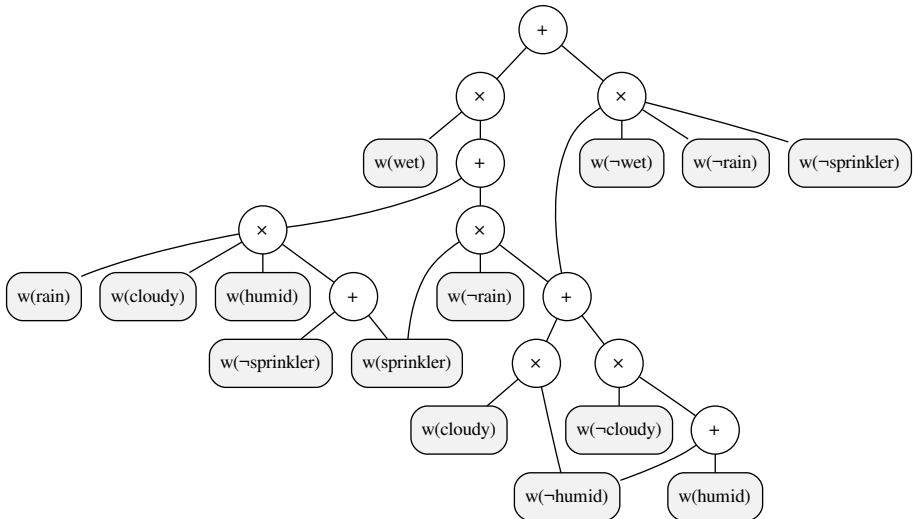 +
× ×
w(wet) + w(¬wet) w(¬rain) w(¬sprinkler)
× ×
w(rain) w(cloudy) w(humid) + w(¬rain) +
w(¬sprinkler) w(sprinkler) × ×
w(cloudy) w(¬cloudy) +
w(¬humid) w(humid)